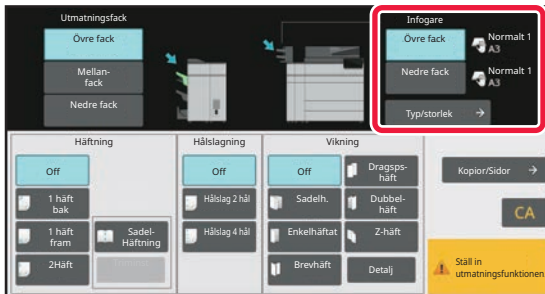 Utmatningsfack
Övre fack
Mellan-
fack
Nedre fack
Infogare
Övre fack
Normalt 1
A3
Nedre fack
Normalt 1
A3
Typ/storlek
Häftning
Off
1 häft
bak
1 häft
fram
2Häft
Sadel-
Häftning
Hålslagning
Off
Hålslag 2 hål
Hålslag 4 hål
Vikning
Off
Sadelh.
Enkelhäftat
Brevhäft
Dragsps-
häft
Dubbel-
häft
Z-häft
Detalj
Kopior/Sidor
CA
Ställ in
utmatningsfunktionen